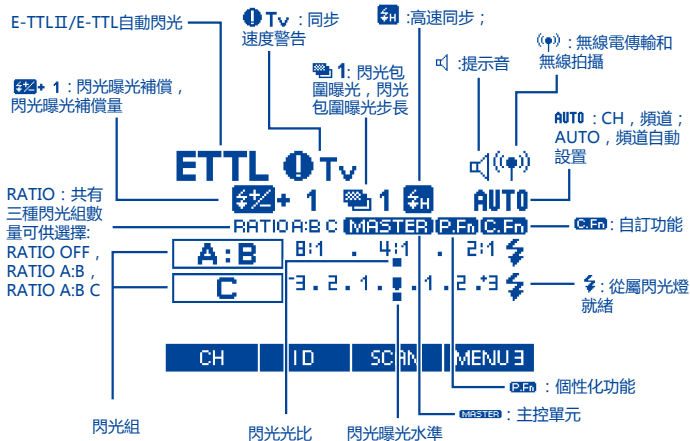 E-TTLII/E-TTL自動閃光
Tv : 同步
速度警告
H :高速同步；
:提示音
: 無線電傳輸和
無線拍攝
+ 1 : 閃光曝光補償，
閃光曝光補償量
1: 閃光包
圍曝光，閃光
包圍曝光步長
AUTO : CH，頻道；
AUTO，頻道自動
設置
ETTL Tv
+ 1 1 H AUTO
RATIO A:B C MASTER P.Fn C.Fn
C.Fn : 自訂功能
RATIO：共有
三種閃光組數
量可供選擇:
RATIO OFF，
RATIO A:B，
RATIO A:B C
A:B 8:1 . 4:1 . 2:1
C -3.2.1.0.1.2.+3
: 從屬閃光燈
就緒
CH ID SCAN MENU 3
P.Fn : 個性化功能
MASTER : 主控單元
閃光組
閃光光比
閃光曝光水準